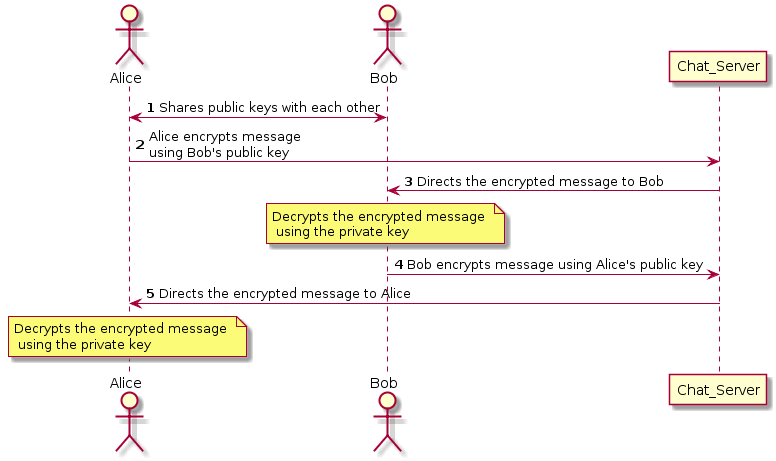 Alice
Bob
Chat_Server
1 Shares public keys with each other
Alice encrypts message
2
using Bob's public key
3 Directs the encrypted message to Bob
Decrypts the encrypted message
using the private key
4 Bob encrypts message using Alice's public key
5 Directs the encrypted message to Alice
Decrypts the encrypted message
using the private key
Alice
Bob
Chat_Server